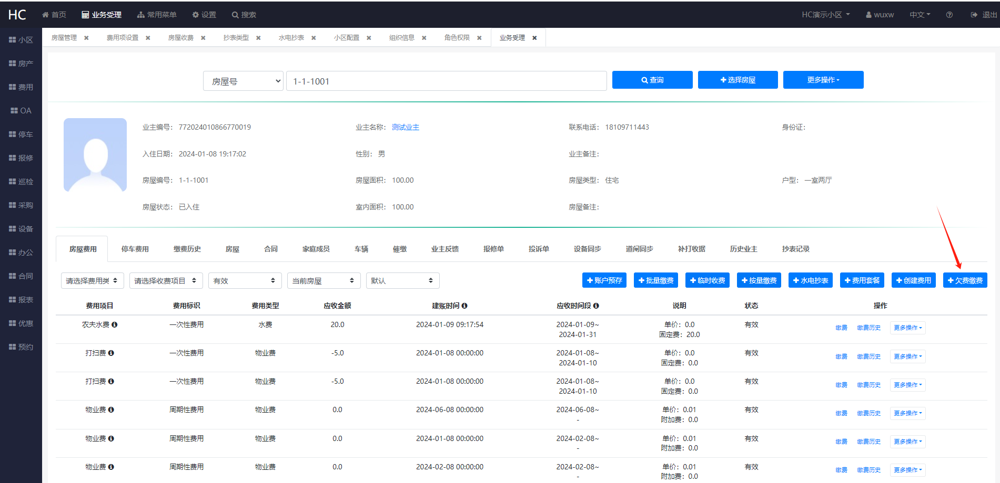 HC 首页 业务受理 常用菜单 设置 搜索 HC演示小区 wuxw 中文 退出
房屋管理 费用项设置 房屋收费 抄表类型 水电抄表 小区配置 组织信息 角色权限 业务受理
小区
房产
费用
OA
停车
报修
巡检
采购
设备
办公
合同
报表
优惠
预约
房屋号 1-1-1001 查询 选择房屋 更多操作
业主编号： 772024010866770019 业主名称： 测试业主 联系电话： 18109711443 身份证：
入住日期： 2024-01-08 19:17:02 性别： 男 业主备注：
房屋编号： 1-1-1001 房屋面积： 100.00 房屋类型： 住宅 户型： 一室两厅
房屋状态： 已入住 室内面积： 100.00 房屋备注：
房屋费用 停车费用 缴费历史 房屋 合同 家庭成员 车辆 催缴 业主反馈 报修单 投诉单 设备同步 道闸同步 补打收据 历史业主 抄表记录
请选择费用类 请选择收费项目 有效 当前房屋 默认 账户预存 批量缴费 临时收费 按量缴费 水电抄表 费用套餐 创建费用 欠费缴费
费用项目 费用标识 费用类型 应收金额 建账时间 应收时间段 说明 状态 操作
农夫水费 一次性费用 水费 20.0 2024-01-09 09:17:54 2024-01-09~ 单价：0.0 有效 缴费 缴费历史 更多操作
2024-01-31 固定费：20.0
打扫费 一次性费用 物业费 -5.0 2024-01-08 00:00:00 2024-01-08~ 单价：0.0 有效 缴费 缴费历史 更多操作
2024-01-10 固定费：0.0
打扫费 一次性费用 物业费 -5.0 2024-01-08 00:00:00 2024-01-08~ 单价：0.0 有效 缴费 缴费历史 更多操作
2024-01-10 固定费：0.0
物业费 周期性费用 物业费 0.0 2024-06-08 00:00:00 2024-06-08~ 单价：0.01 有效 缴费 缴费历史 更多操作
- 附加费：0.0
物业费 周期性费用 物业费 0.0 2024-01-08 00:00:00 2024-02-08~ 单价：0.01 有效 缴费 缴费历史 更多操作
- 附加费：0.0
物业费 周期性费用 物业费 0.0 2024-02-08 00:00:00 2024-02-08~ 单价：0.01 有效 缴费 缴费历史 更多操作
- 附加费：0.0